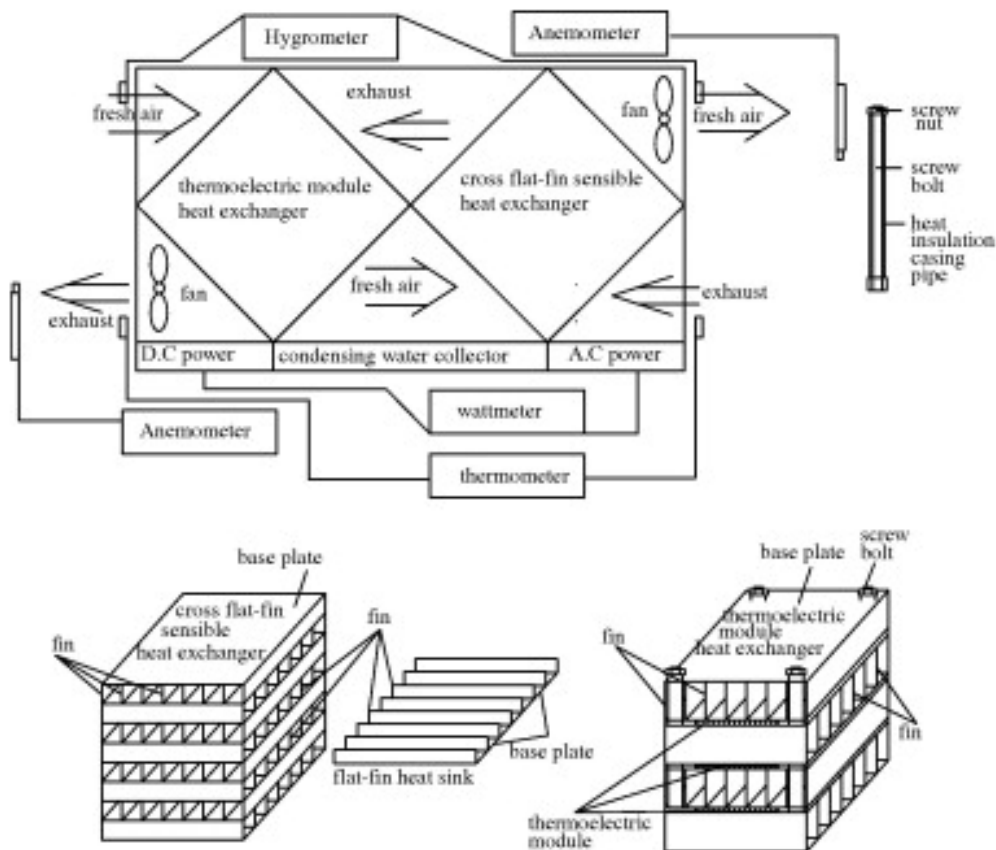 Hygrometer
Anemometer
fresh air
exhaust
fan
fresh air
screw
nut
screw
bolt
heat
insulation
casing
pipe
thermoelectric module
heat exchanger
cross flat-fin sensible
heat exchanger
fan
exhaust
fresh air
exhaust
D.C power
condensing water collector
A.C power
wattmeter
Anemometer
thermometer
base plate
cross flat-fin
sensible
heat exchanger
fin
fin
base plate
flat-fin heat sink
base plate
screw
bolt
thermoelectric
module
heat exchanger
fin
fin
thermoelectric
module